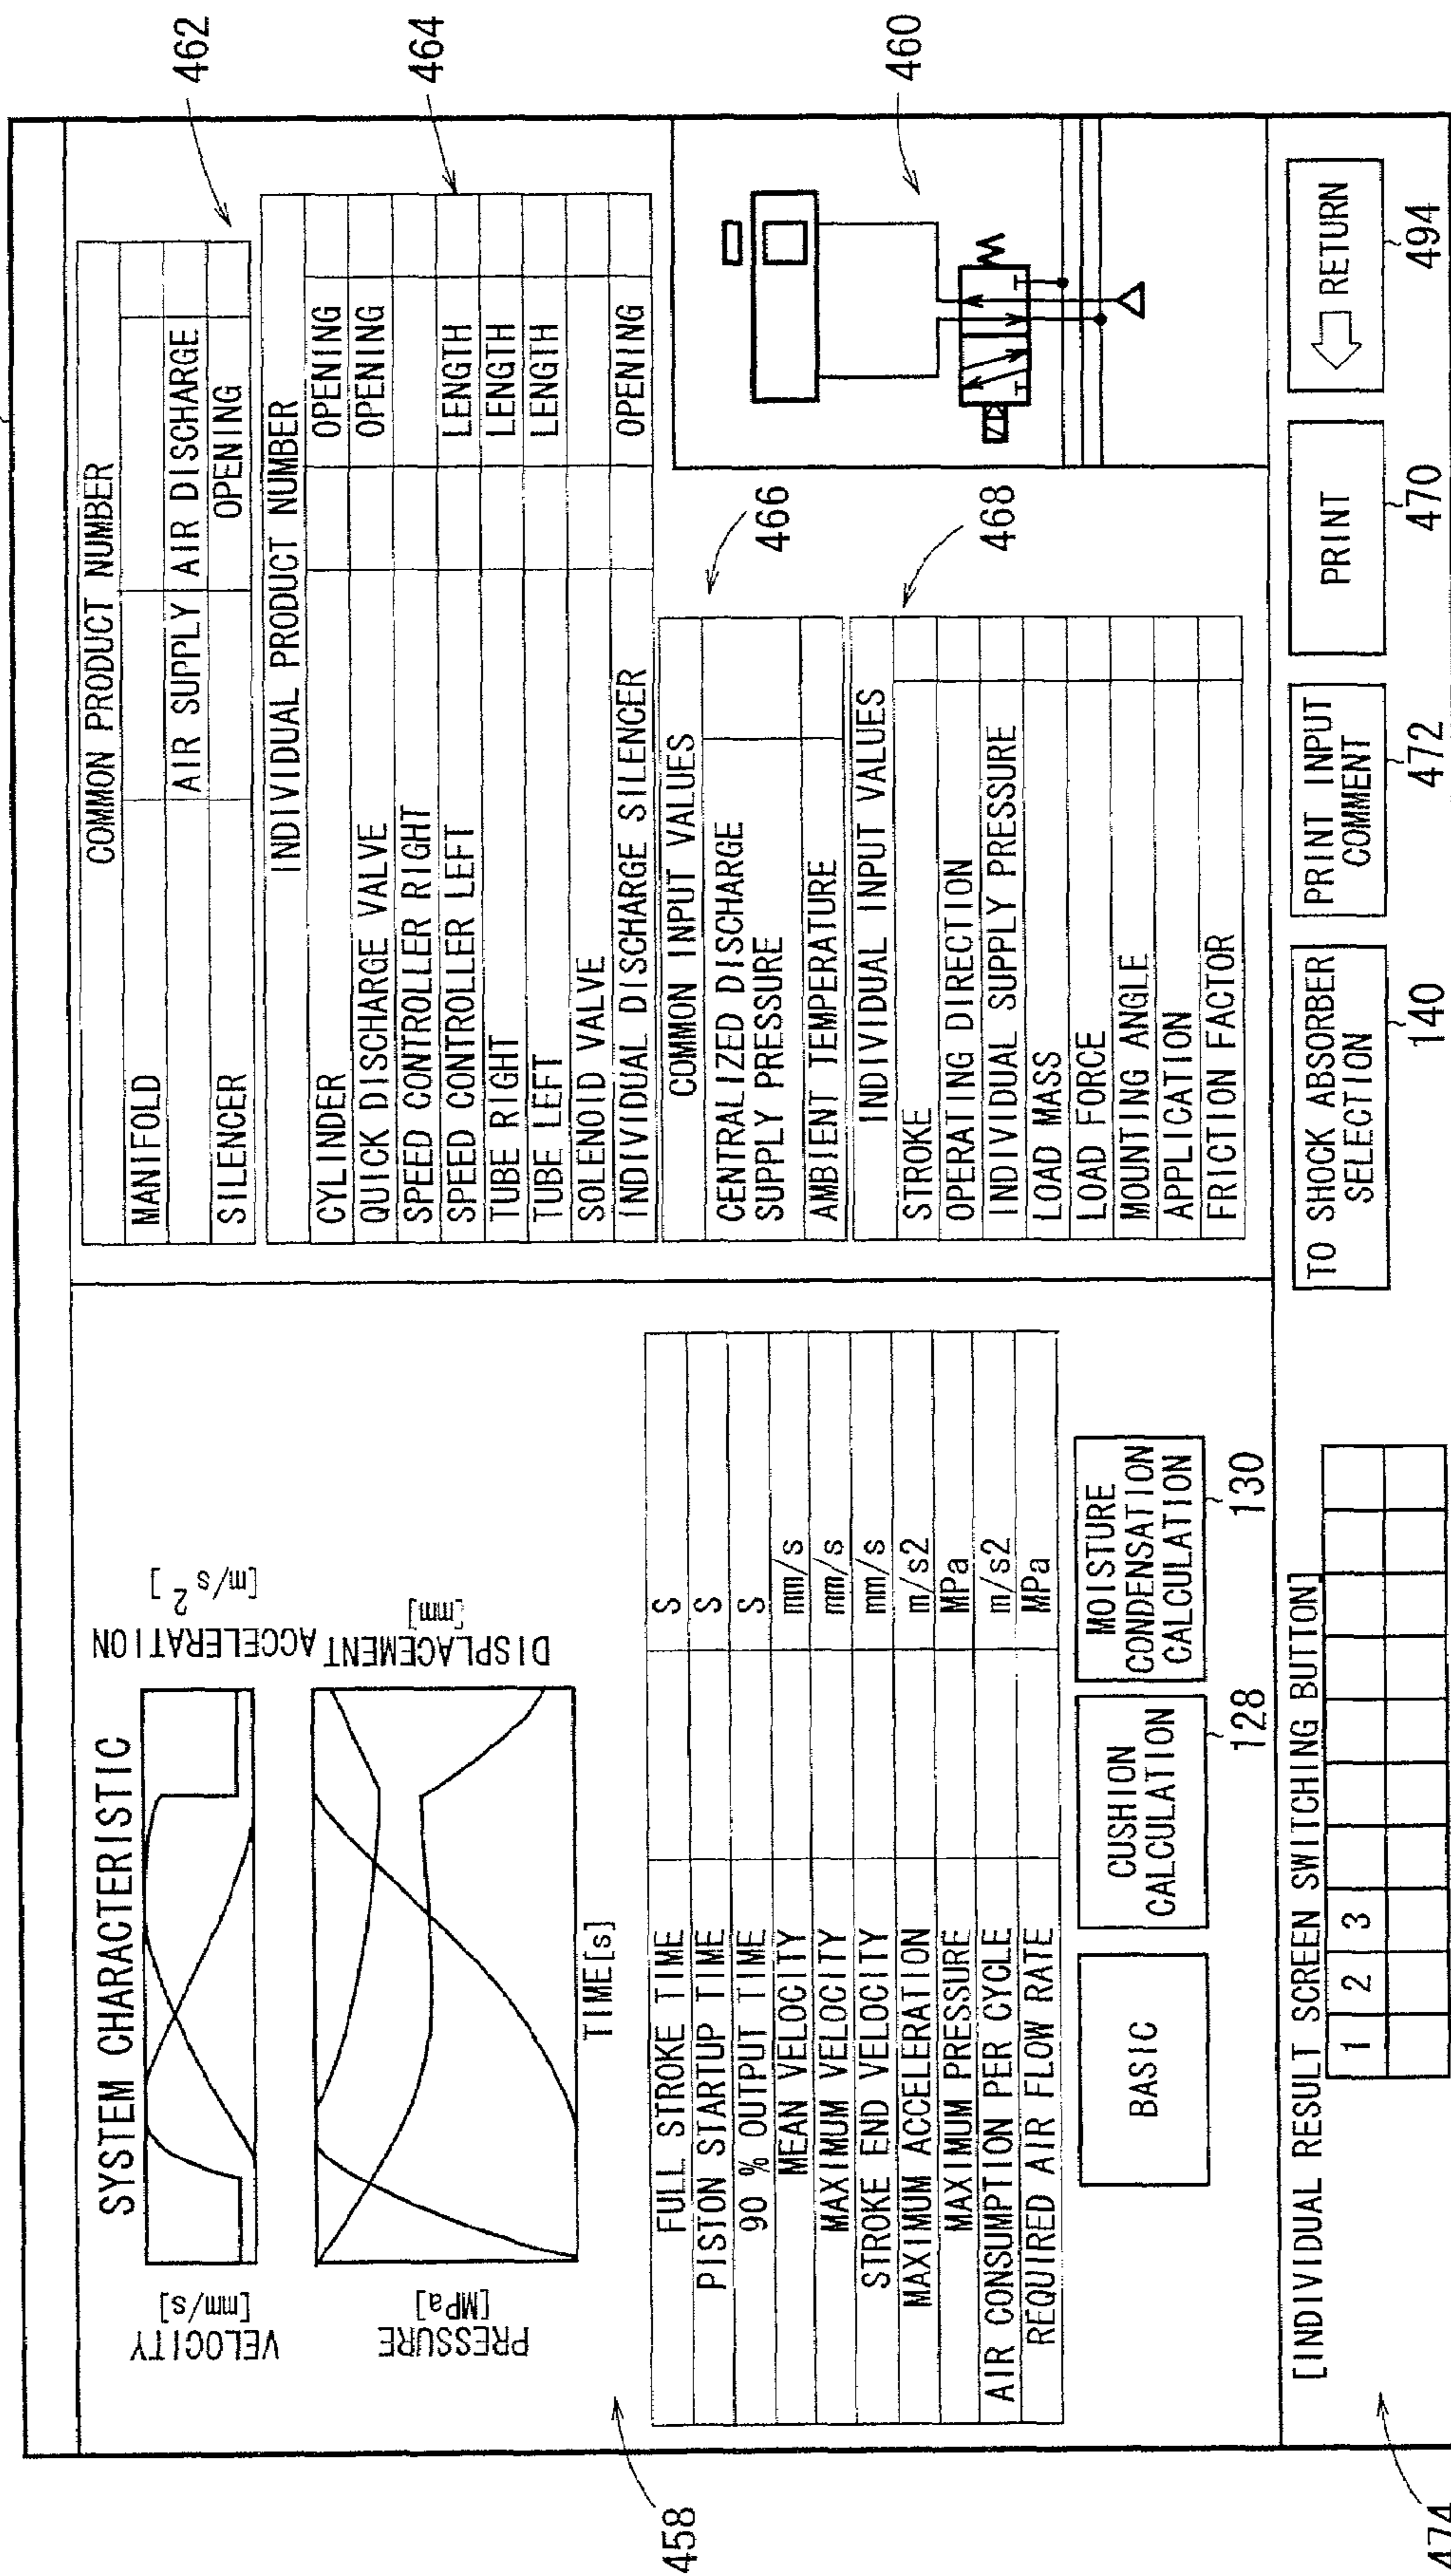 SYSTEM CHARACTERISTIC
VELOCITY
[mm/s]
ACCELERATION
[m/s2]
PRESSURE
[MPa]
DISPLACEMENT
[mm]
TIME[s]
458
FULL STROKE TIME S
PISTON STARTUP TIME S
90 % OUTPUT TIME S
MEAN VELOCITY mm/s
MAXIMUM VELOCITY mm/s
STROKE END VELOCITY mm/s
MAXIMUM ACCELERATION m/s2
MAXIMUM PRESSURE MPa
AIR CONSUMPTION PER CYCLE m/s2
REQUIRED AIR FLOW RATE MPa
BASIC
CUSHION
CALCULATION
128
MOISTURE
CONDENSATION
CALCULATION
130
COMMON PRODUCT NUMBER
MANIFOLD
AIR SUPPLY AIR DISCHARGE
SILENCER OPENING
462
INDIVIDUAL PRODUCT NUMBER
CYLINDER OPENING
QUICK DISCHARGE VALVE OPENING
SPEED CONTROLLER RIGHT
SPEED CONTROLLER LEFT LENGTH
TUBE RIGHT LENGTH
TUBE LEFT LENGTH
SOLENOID VALVE
INDIVIDUAL DISCHARGE SILENCER OPENING
464
COMMON INPUT VALUES
CENTRALIZED DISCHARGE
SUPPLY PRESSURE
AMBIENT TEMPERATURE
466
INDIVIDUAL INPUT VALUES
STROKE
OPERATING DIRECTION
INDIVIDUAL SUPPLY PRESSURE
LOAD MASS
LOAD FORCE
MOUNTING ANGLE
APPLICATION
FRICTION FACTOR
468
460
[INDIVIDUAL RESULT SCREEN SWITCHING BUTTON]
1 2 3
474
TO SHOCK ABSORBER
SELECTION
140
PRINT INPUT
COMMENT
472
PRINT
470
RETURN
494